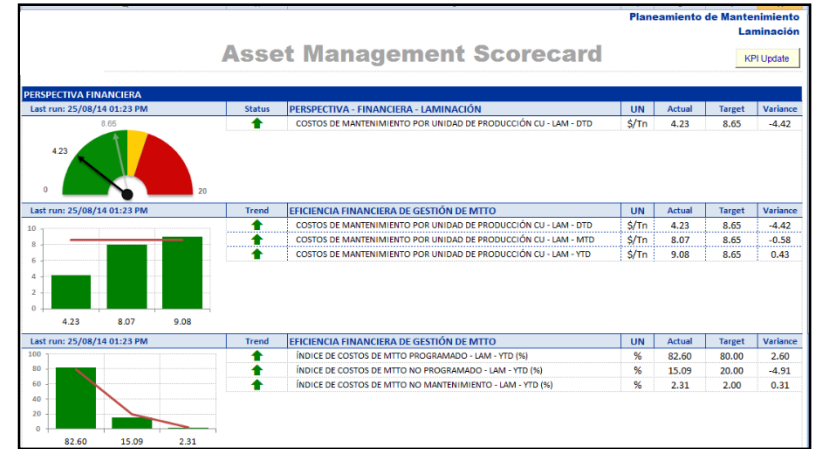 Planeamiento de Mantenimiento
Laminación
Asset Management Scorecard
KPI Update
PERSPECTIVA FINANCIERA
Last run: 25/08/14 01:23 PM Status PERSPECTIVA - FINANCIERA - LAMINACIÓN UN Actual Target Variance
COSTOS DE MANTENIMIENTO POR UNIDAD DE PRODUCCIÓN CU - LAM - DTD $/Tn 4.23 8.65 -4.42
8.65
4.23
0 20
Last run: 25/08/14 01:23 PM Trend EFICIENCIA FINANCIERA DE GESTIÓN DE MTTO UN Actual Target Variance
COSTOS DE MANTENIMIENTO POR UNIDAD DE PRODUCCIÓN CU - LAM - DTD $/Tn 4.23 8.65 -4.42
COSTOS DE MANTENIMIENTO POR UNIDAD DE PRODUCCIÓN CU - LAM - MTD $/Tn 8.07 8.65 -0.58
COSTOS DE MANTENIMIENTO POR UNIDAD DE PRODUCCIÓN CU - LAM - YTD $/Tn 9.08 8.65 0.43
10
8
6
4
2
0
4.23 8.07 9.08
Last run: 25/08/14 01:23 PM Trend EFICIENCIA FINANCIERA DE GESTIÓN DE MTTO UN Actual Target Variance
ÍNDICE DE COSTOS DE MTTO PROGRAMADO - LAM - YTD (%) % 82.60 80.00 2.60
ÍNDICE DE COSTOS DE MTTO NO PROGRAMADO - LAM - YTD (%) % 15.09 20.00 -4.91
ÍNDICE DE COSTOS DE MTTO NO MANTENIMIENTO - LAM - YTD (%) % 2.31 2.00 0.31
100
80
60
40
20
0
82.60 15.09 2.31